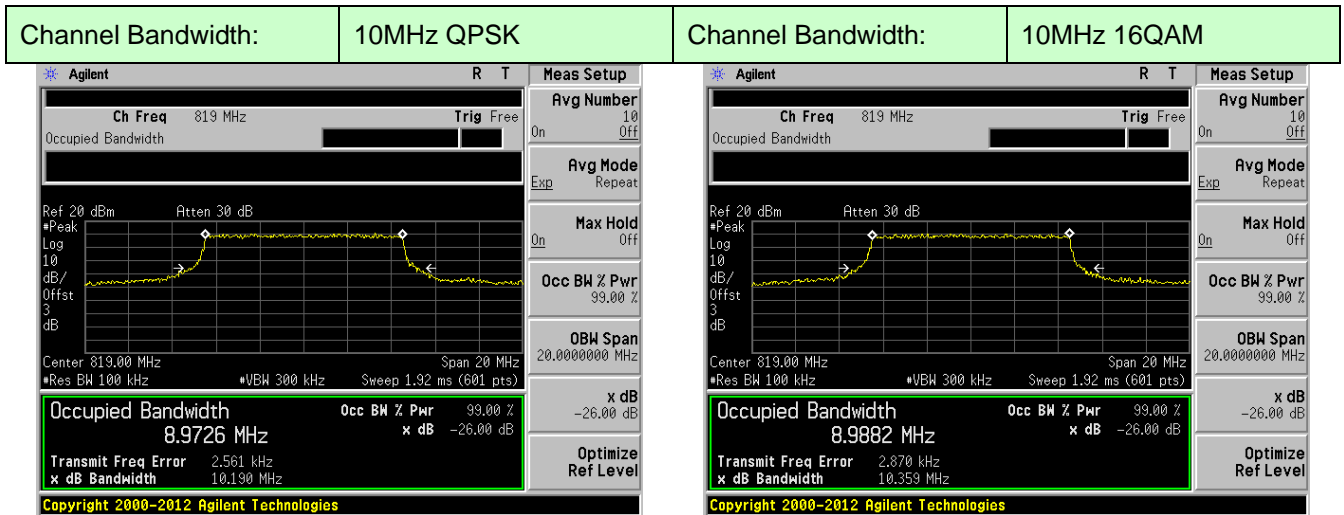 Channel Bandwidth: 10MHz QPSK Channel Bandwidth: 10MHz 16QAM
Agilent R T Meas Setup
Ch Freq 819 MHz Trig Free
Occupied Bandwidth
Ref 20 dBm Atten 30 dB
#Peak
Log
10
dB/
Offst
3
dB
Center 819.00 MHz Span 20 MHz
#Res BW 100 kHz #VBW 300 kHz Sweep 1.92 ms (601 pts)
Occupied Bandwidth Occ BW % Pwr 99.00 %
8.9726 MHz x dB -26.00 dB
Transmit Freq Error 2.561 kHz
x dB Bandwidth 10.190 MHz
Copyright 2000-2012 Agilent Technologies
Avg Number
10
On Off
Avg Mode
Exp Repeat
Max Hold
On Off
Occ BW % Pwr
99.00 %
OBW Span
20.0000000 MHz
x dB
-26.00 dB
Optimize
Ref Level
Agilent R T Meas Setup
Ch Freq 819 MHz Trig Free
Occupied Bandwidth
Ref 20 dBm Atten 30 dB
#Peak
Log
10
dB/
Offst
3
dB
Center 819.00 MHz Span 20 MHz
#Res BW 100 kHz #VBW 300 kHz Sweep 1.92 ms (601 pts)
Occupied Bandwidth Occ BW % Pwr 99.00 %
8.9882 MHz x dB -26.00 dB
Transmit Freq Error 2.870 kHz
x dB Bandwidth 10.359 MHz
Copyright 2000-2012 Agilent Technologies
Avg Number
10
On Off
Avg Mode
Exp Repeat
Max Hold
On Off
Occ BW % Pwr
99.00 %
OBW Span
20.0000000 MHz
x dB
-26.00 dB
Optimize
Ref Level